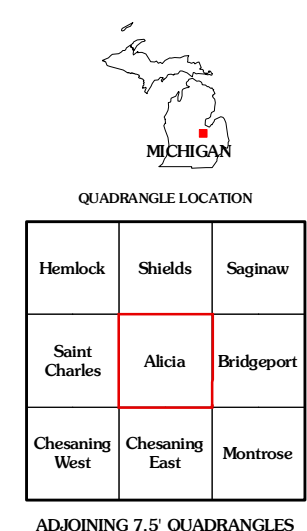 MICHIGAN
QUADRANGLE LOCATION
Hemlock
Shields
Saginaw
Saint
Charles
Alicia
Bridgeport
Chesaning
West
Chesaning
East
Montrose
ADJOINING 7.5' QUADRANGLES